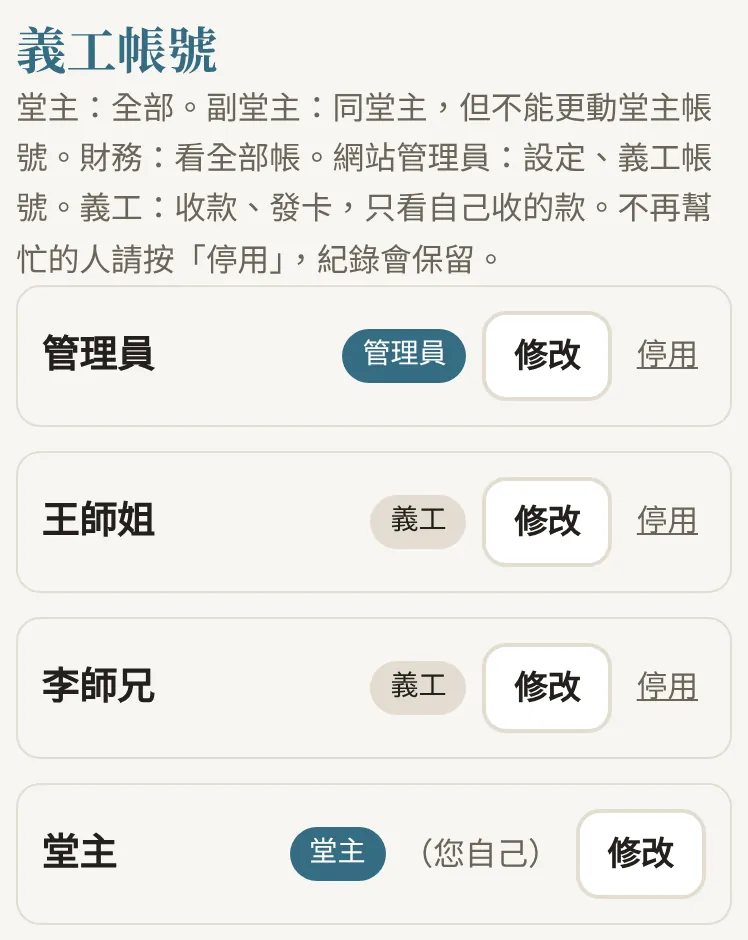 義工帳號
堂主：全部。副堂主：同堂主，但不能更動堂主帳
號。財務：看全部帳。網站管理員：設定、義工帳
號。義工：收款、發卡，只看自己收的款。不再幫
忙的人請按「停用」，紀錄會保留。
管理員 管理員 修改 停用
王師姐 義工 修改 停用
李師兄 義工 修改 停用
堂主 堂主 （您自己） 修改